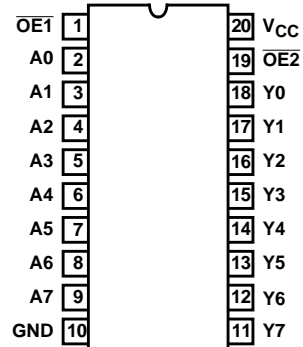 O̅E̅1̅ 1 20 VCC
A0 2 19 O̅E̅2̅
A1 3 18 Y0
A2 4 17 Y1
A3 5 16 Y2
A4 6 15 Y3
A5 7 14 Y4
A6 8 13 Y5
A7 9 12 Y6
GND 10 11 Y7